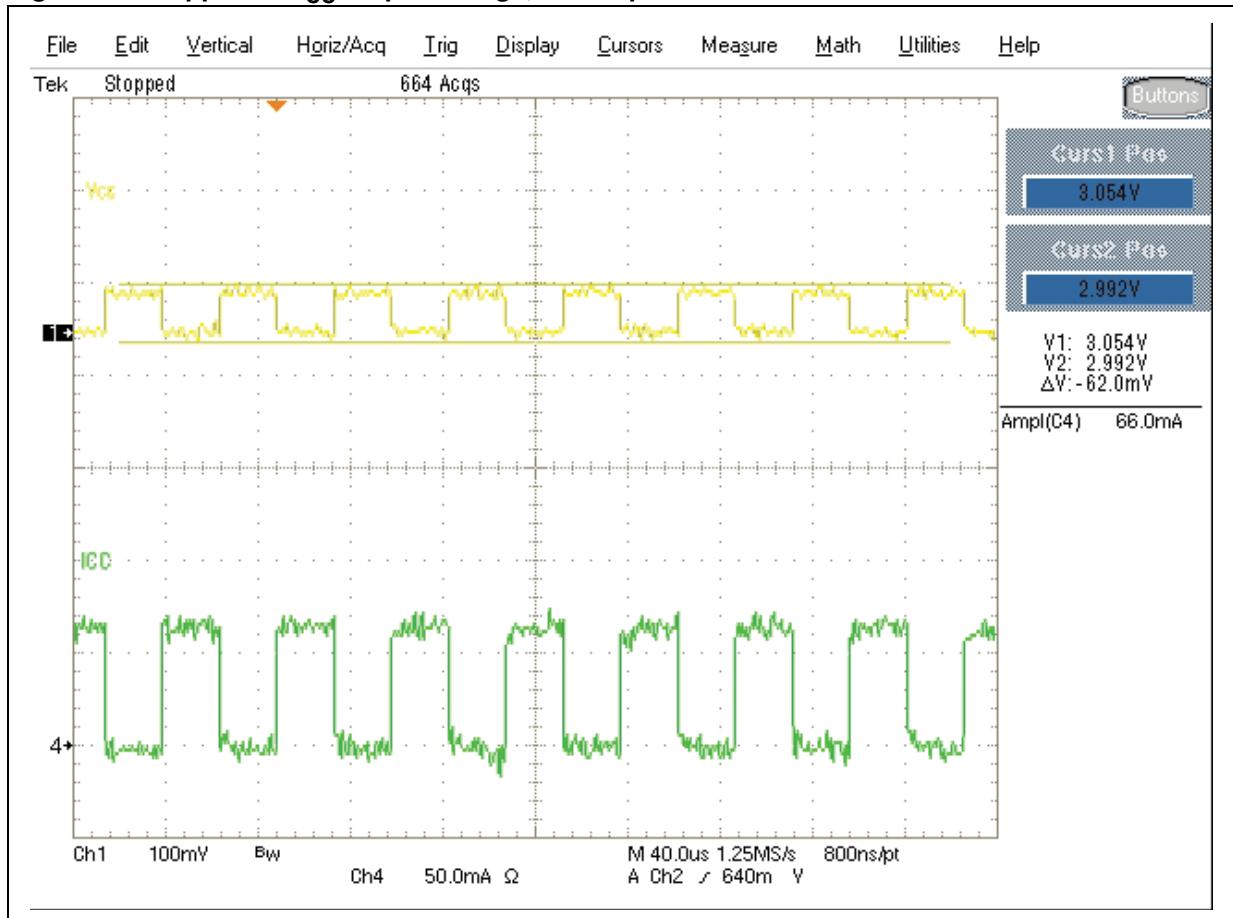 File Edit Vertical Horiz/Acq Trig Display Cursors Measure Math Utilities Help
Tek Stopped 664 Acqs
Buttons
Curs1 Pos
3.054V
Curs2 Pos
2.992V
V1: 3.054V
V2: 2.992V
ΔV:-62.0mV
Ampl(C4) 66.0mA
Vcc
1
ICC
4
Ch1 100mV Bw M 40.0us 1.25MS/s 800ns/pt
Ch4 50.0mA Ω A Ch2 / 640m V